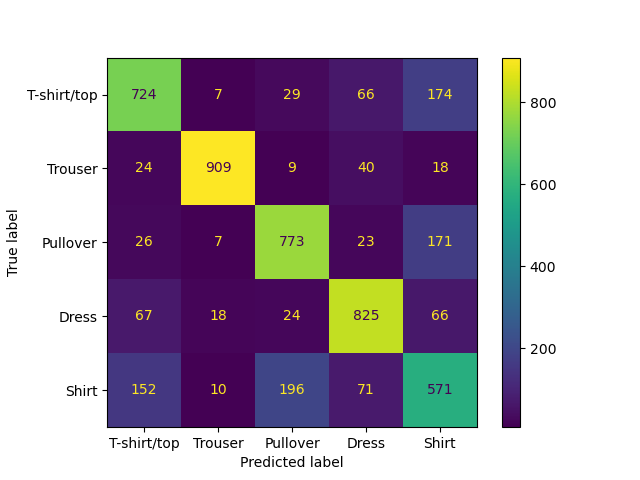 T-shirt/top 724 7 29 66 174
Trouser 24 909 9 40 18
Pullover 26 7 773 23 171
Dress 67 18 24 825 66
Shirt 152 10 196 71 571
T-shirt/top Trouser Pullover Dress Shirt
Predicted label
True label
800
600
400
200